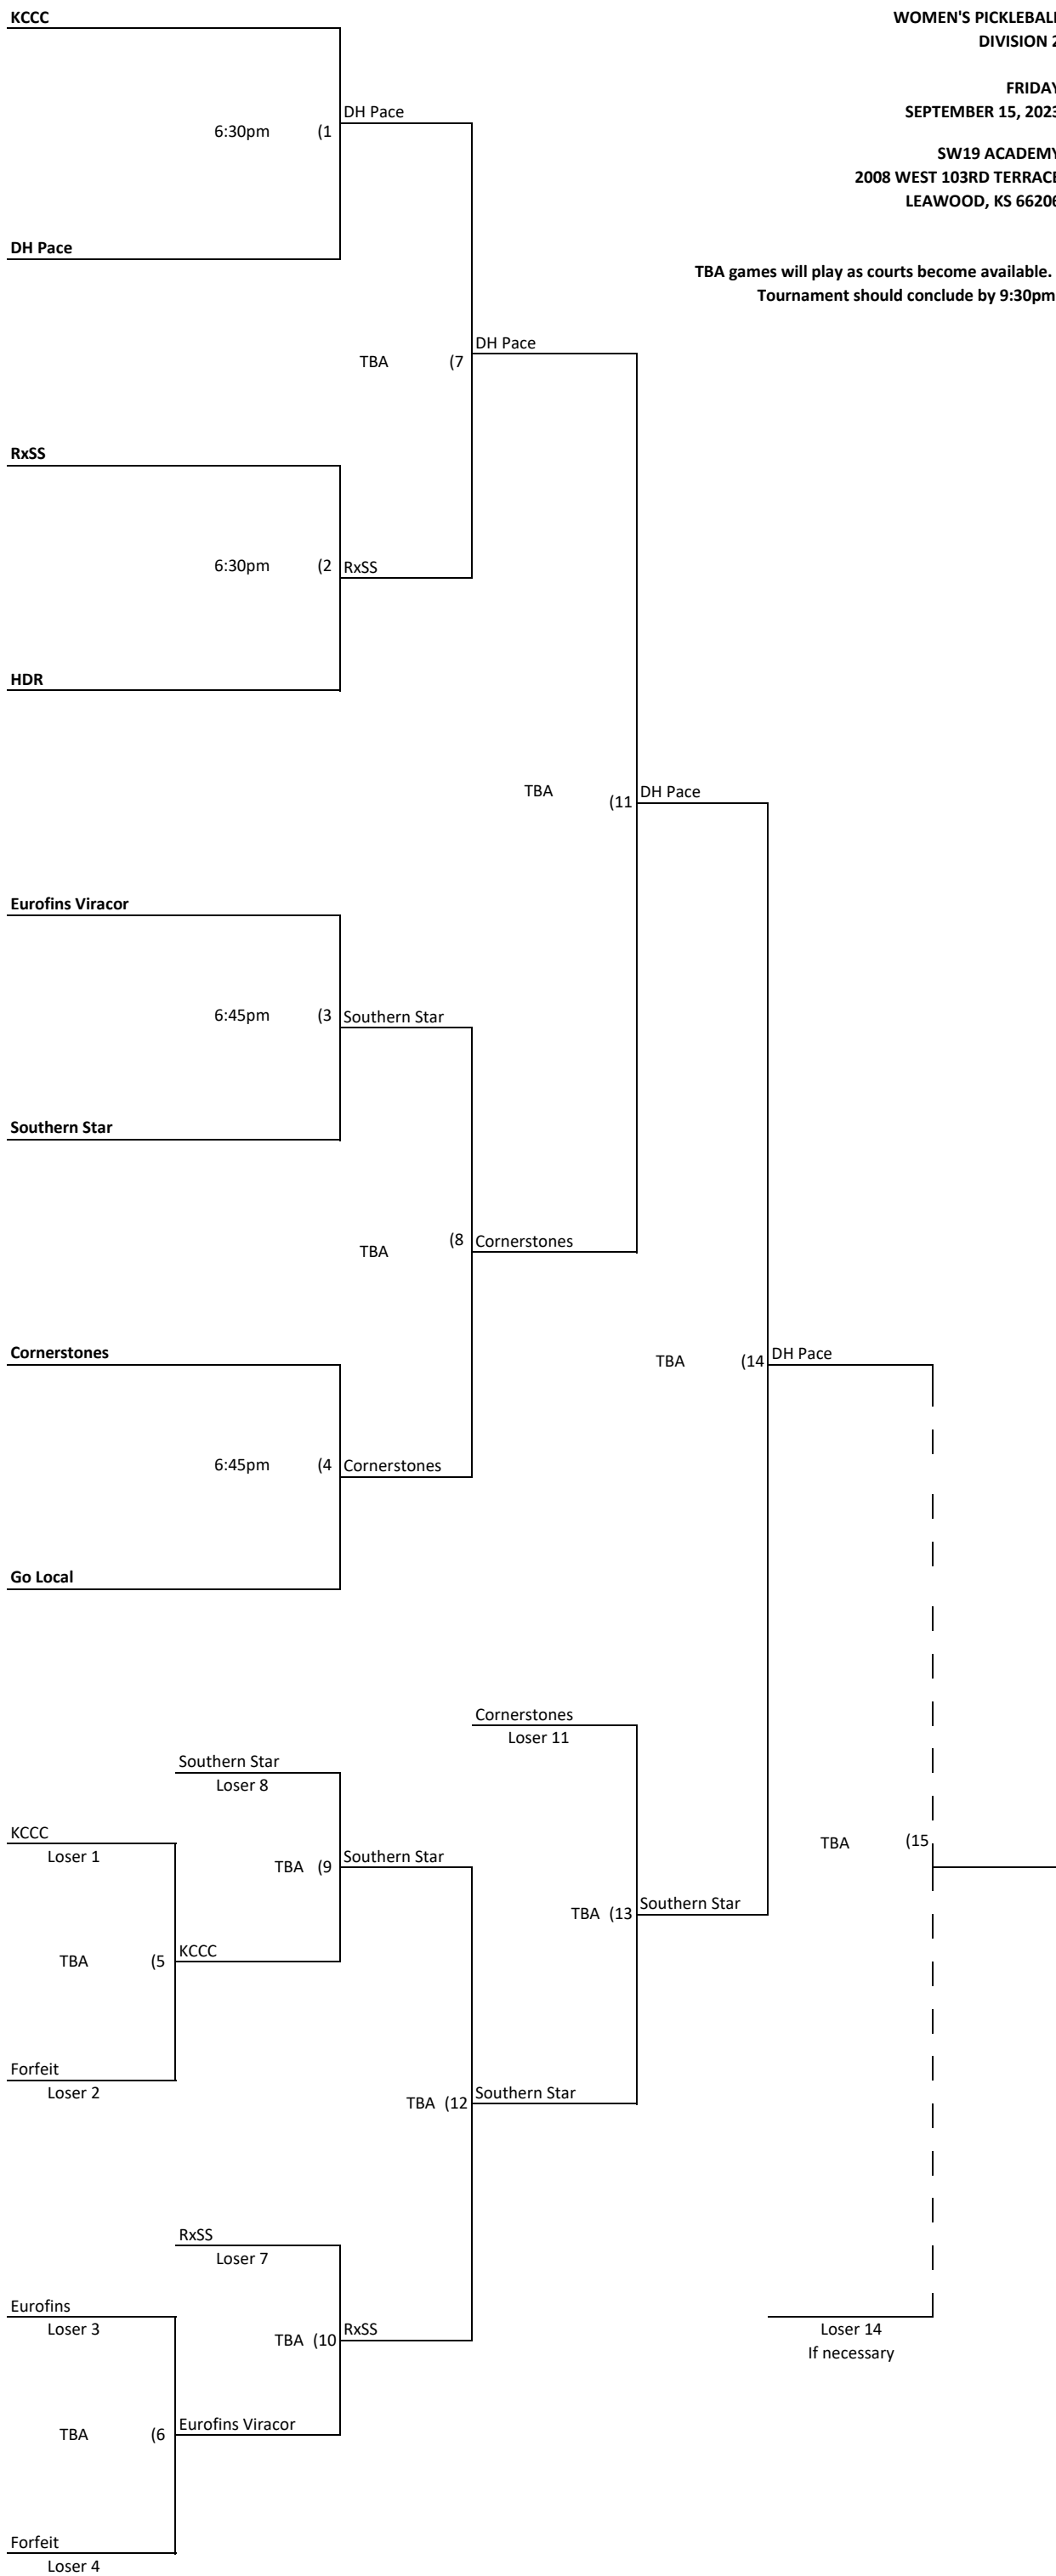 KCCC
WOMEN'S PICKLEBALL
DIVISION 2
FRIDAY
SEPTEMBER 15, 2023
SW19 ACADEMY
2008 WEST 103RD TERRACE
LEAWOOD, KS 66206
DH Pace
6:30pm (1
DH Pace
TBA games will play as courts become available.
Tournament should conclude by 9:30pm
DH Pace
TBA (7
RxSS
6:30pm (2 RxSS
HDR
TBA (11 DH Pace
Eurofins Viracor
6:45pm (3 Southern Star
Southern Star
TBA (8 Cornerstones
Cornerstones
TBA (14 DH Pace
6:45pm (4 Cornerstones
Go Local
Cornerstones
Loser 11
Southern Star
Loser 8
KCCC
Loser 1
TBA (15
TBA (9 Southern Star
TBA (13 Southern Star
TBA (5 KCCC
Forfeit
Loser 2
TBA (12 Southern Star
RxSS
Loser 7
Eurofins
Loser 3
TBA (10 RxSS
Loser 14
If necessary
TBA (6 Eurofins Viracor
Forfeit
Loser 4